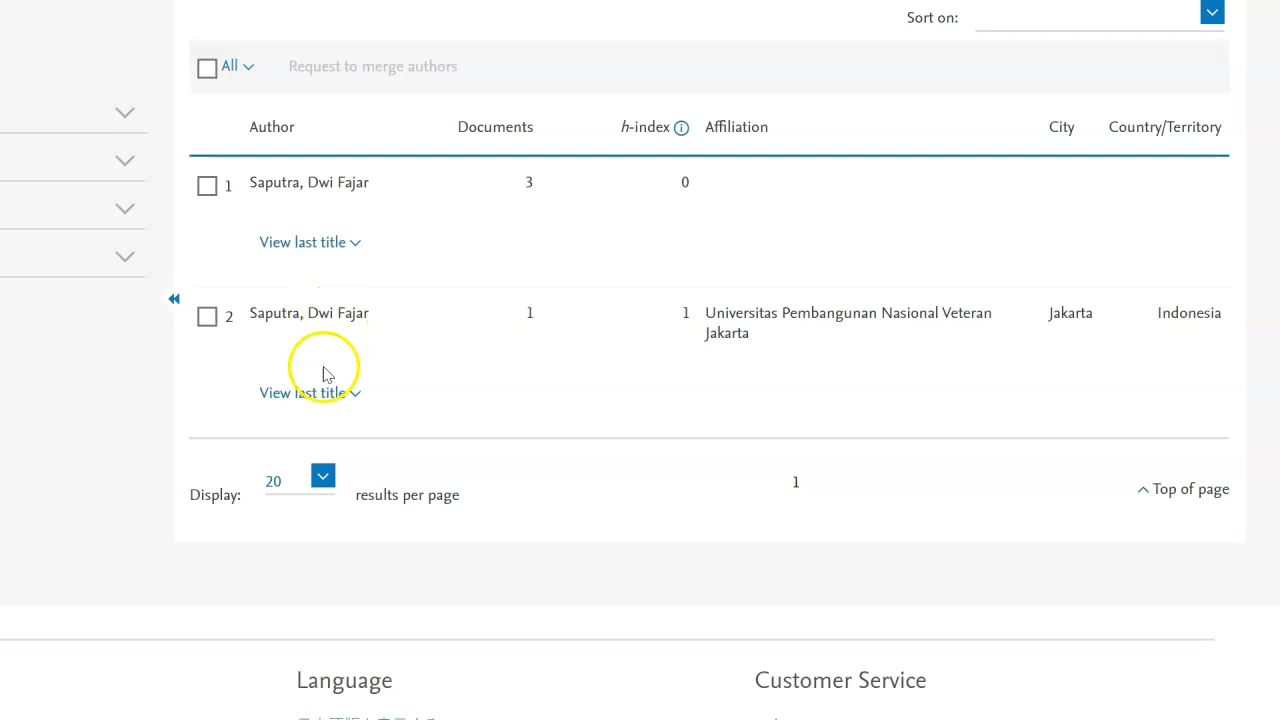 Sort on:
All Request to merge authors
Author Documents h-index Affiliation City Country/Territory
1 Saputra, Dwi Fajar 3 0
View last title
2 Saputra, Dwi Fajar 1 1 Universitas Pembangunan Nasional Veteran Jakarta Indonesia
Jakarta
View last title
Display: 20 results per page 1 Top of page
Language Customer Service